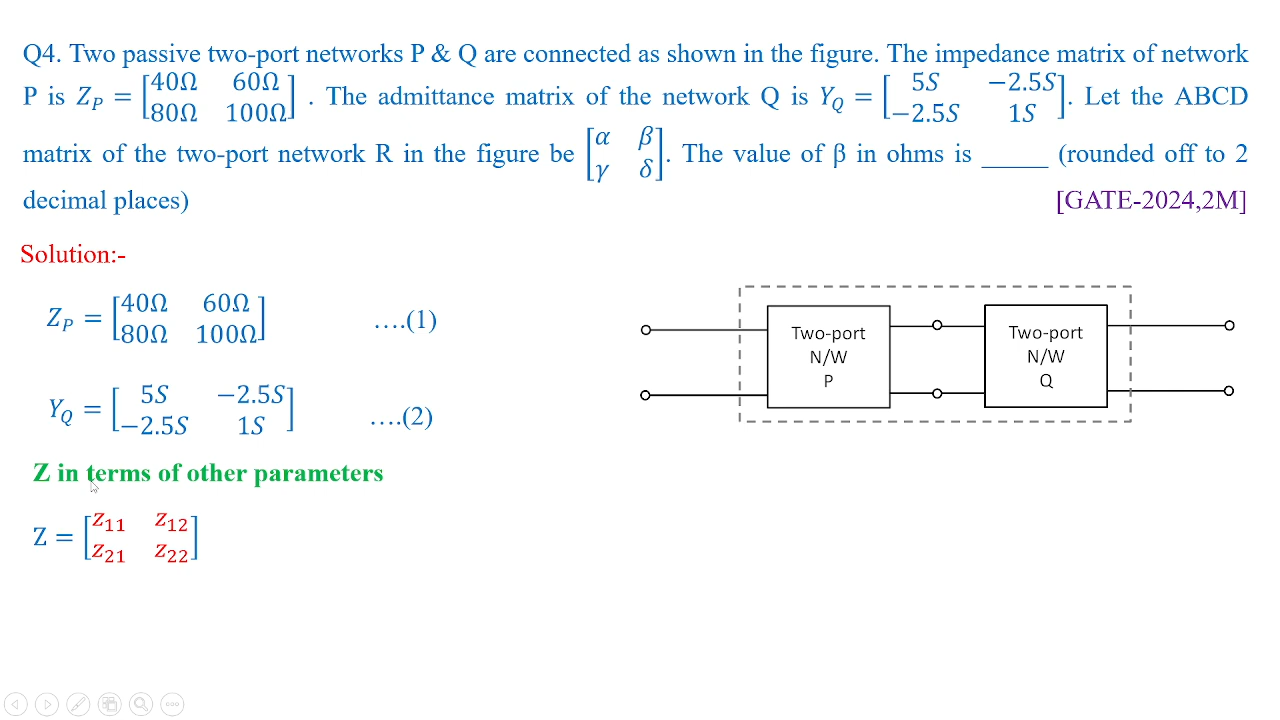 Q4. Two passive two-port networks P & Q are connected as shown in the figure. The impedance matrix of network
P is Z_P = [40Ω 60Ω; 80Ω 100Ω] . The admittance matrix of the network Q is Y_Q = [5S −2.5S; −2.5S 1S]. Let the ABCD
matrix of the two-port network R in the figure be [α β; γ δ]. The value of β in ohms is _____ (rounded off to 2
decimal places) [GATE-2024,2M]
Solution:-
Z_P = [40Ω 60Ω; 80Ω 100Ω] ....(1)
Y_Q = [5S −2.5S; −2.5S 1S] ....(2)
Z in terms of other parameters
Z = [z_11 z_12; z_21 z_22]
Two-port
N/W
P
Two-port
N/W
Q